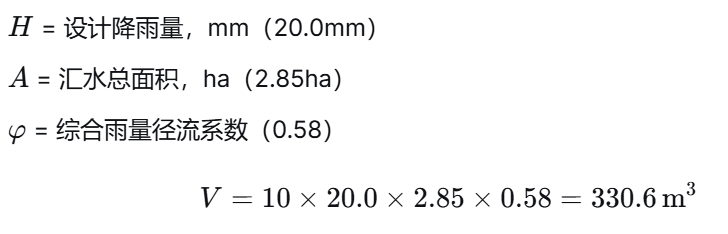 H = 设计降雨量，mm（20.0mm）
A = 汇水总面积，ha（2.85ha）
φ = 综合雨量径流系数（0.58）
V = 10 × 20.0 × 2.85 × 0.58 = 330.6 m³